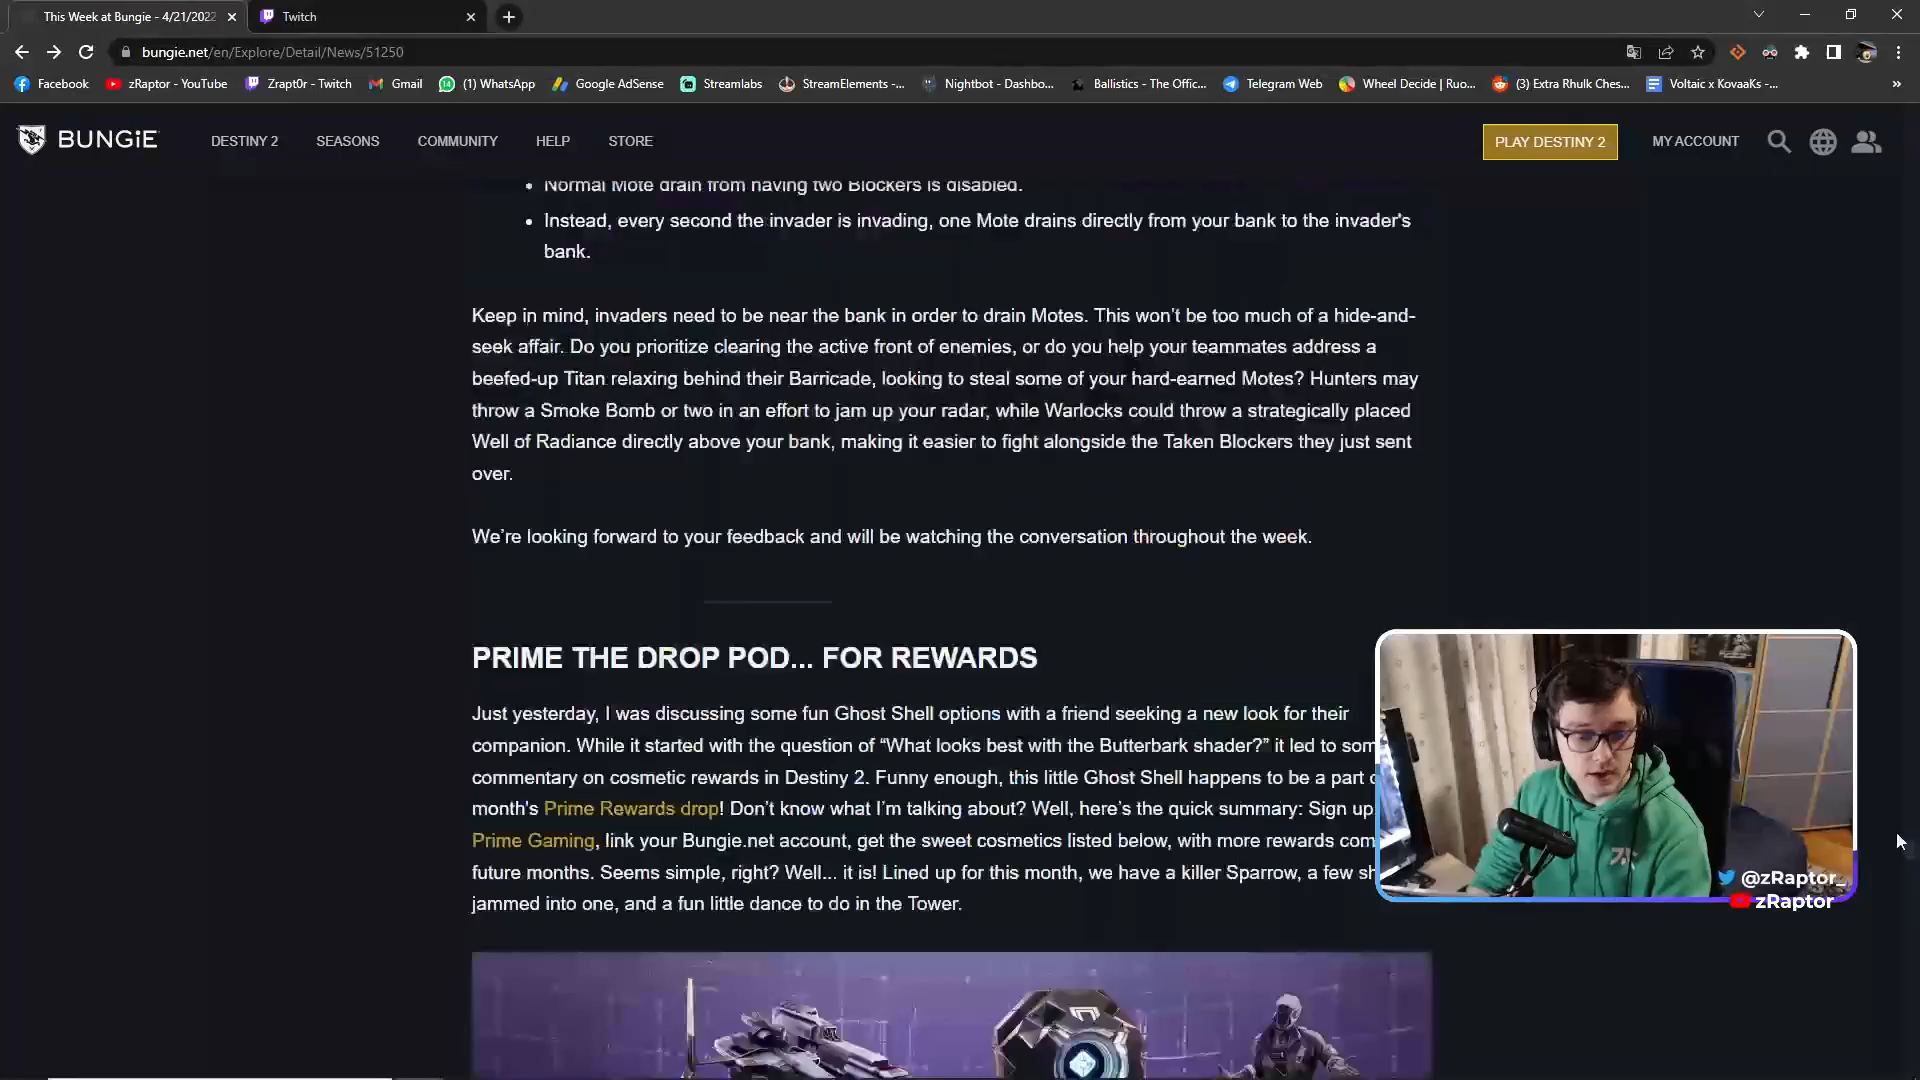 This Week at Bungie - 4/21/2022
Twitch
bungie.net/en/Explore/Detail/News/51250
Facebook
zRaptor - YouTube
Zrapt0r - Twitch
Gmail
(1) WhatsApp
Google AdSense
Streamlabs
StreamElements -...
Nightbot - Dashbo...
Ballistics - The Offic...
Telegram Web
Wheel Decide | Ruo...
(3) Extra Rhulk Ches...
Voltaic x KovaaKs -...
»
BUNGiE
DESTINY 2
SEASONS
COMMUNITY
HELP
STORE
PLAY DESTINY 2
MY ACCOUNT
• Normal Mote drain from having two Blockers is disabled.
• Instead, every second the invader is invading, one Mote drains directly from your bank to the invader's
bank.
Keep in mind, invaders need to be near the bank in order to drain Motes. This won't be too much of a hide-and-
seek affair. Do you prioritize clearing the active front of enemies, or do you help your teammates address a
beefed-up Titan relaxing behind their Barricade, looking to steal some of your hard-earned Motes? Hunters may
throw a Smoke Bomb or two in an effort to jam up your radar, while Warlocks could throw a strategically placed
Well of Radiance directly above your bank, making it easier to fight alongside the Taken Blockers they just sent
over.
We're looking forward to your feedback and will be watching the conversation throughout the week.
PRIME THE DROP POD... FOR REWARDS
Just yesterday, I was discussing some fun Ghost Shell options with a friend seeking a new look for their
companion. While it started with the question of “What looks best with the Butterbark shader?” it led to som
commentary on cosmetic rewards in Destiny 2. Funny enough, this little Ghost Shell happens to be a part
month's Prime Rewards drop! Don't know what I'm talking about? Well, here's the quick summary: Sign up
Prime Gaming, link your Bungie.net account, get the sweet cosmetics listed below, with more rewards com
future months. Seems simple, right? Well... it is! Lined up for this month, we have a killer Sparrow, a few sh
jammed into one, and a fun little dance to do in the Tower.
@zRaptor_
zRaptor